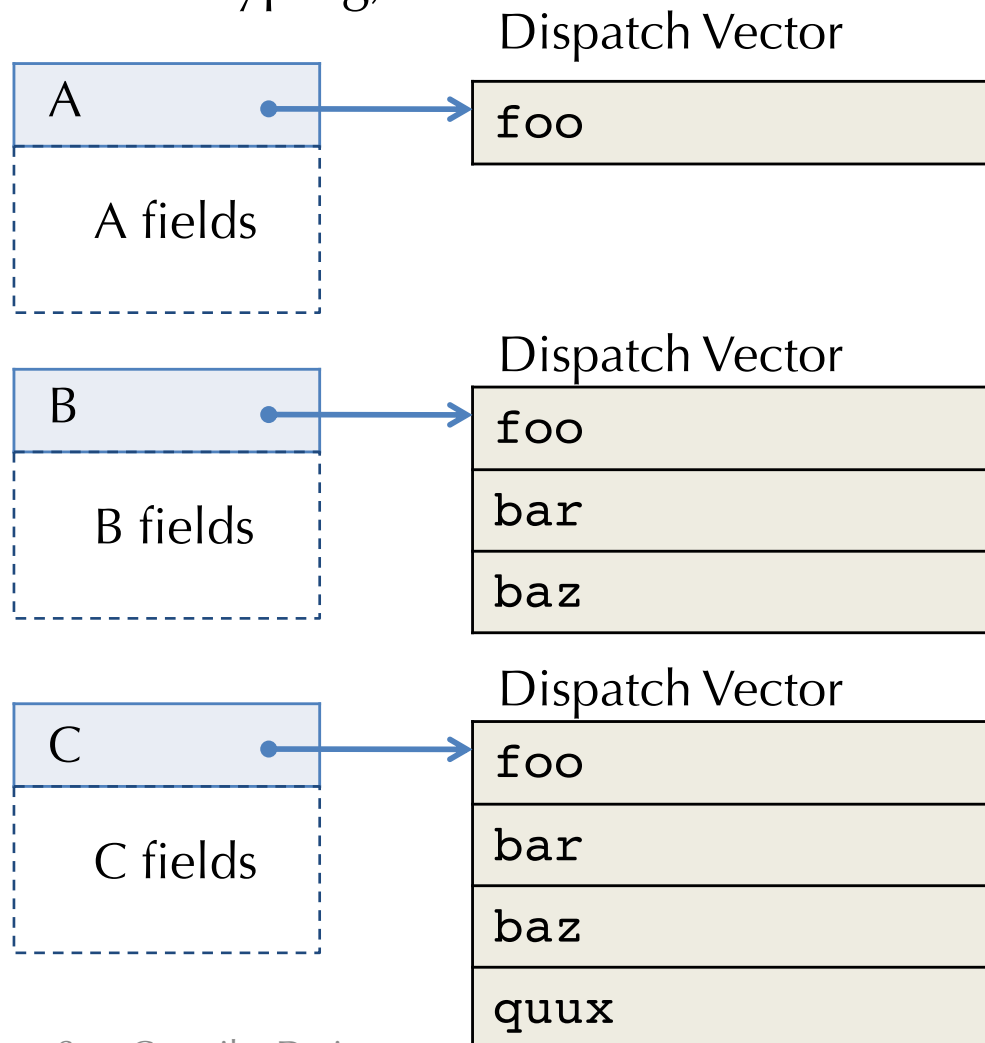 Dispatch Vector
A
foo
A fields
Dispatch Vector
B
foo
bar
B fields
baz
Dispatch Vector
C
foo
bar
C fields
baz
quux